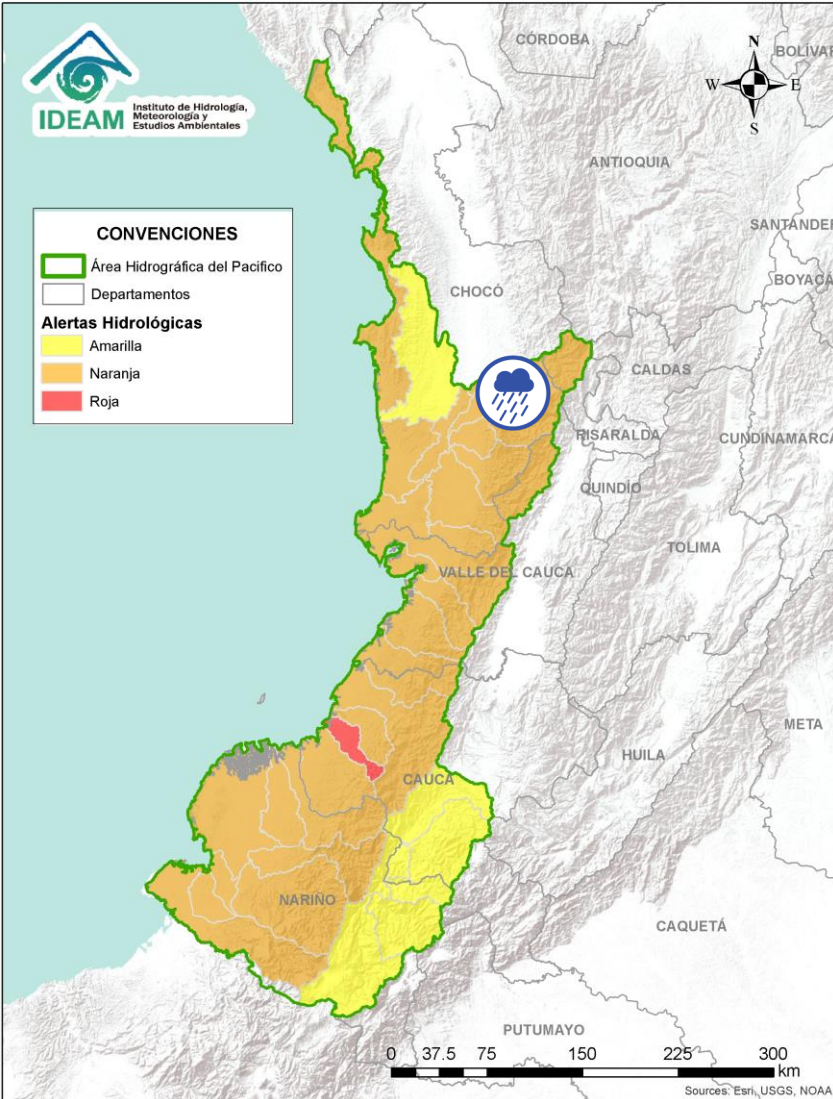 IDEAM
Instituto de Hidrología,
Meteorología y
Estudios Ambientales
CONVENCIONES
Área Hidrográfica del Pacifico
Departamentos
Alertas Hidrológicas
Amarilla
Naranja
Roja
N
W
E
S
CÓRDOBA
BOLÍVAR
ANTIOQUIA
SANTANDER
BOYACÁ
CHOCÓ
CALDAS
RISARALDA
CUNDINAMARCA
QUINDÍO
TOLIMA
VALLE DEL CAUCA
META
HUILA
CAUCA
NARIÑO
CAQUETÁ
PUTUMAYO
0 37.5 75 150 225 300
km
Sources: Esri, USGS, NOAA